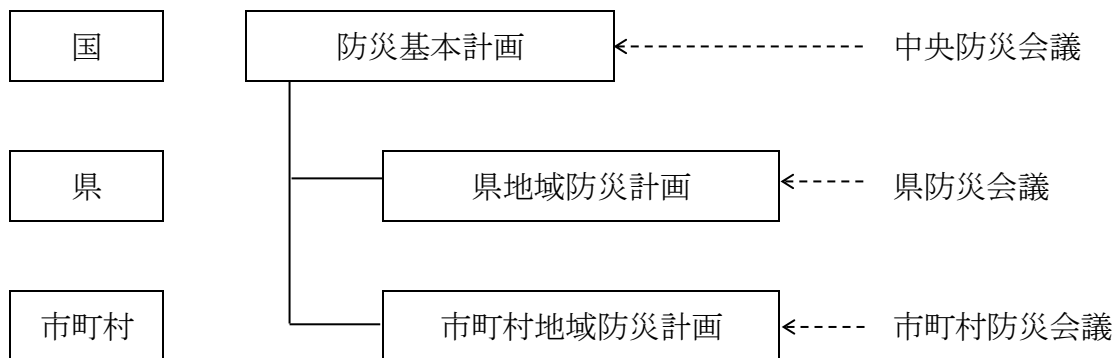 国 防災基本計画 中央防災会議
県 県地域防災計画 県防災会議
市町村 市町村地域防災計画 市町村防災会議